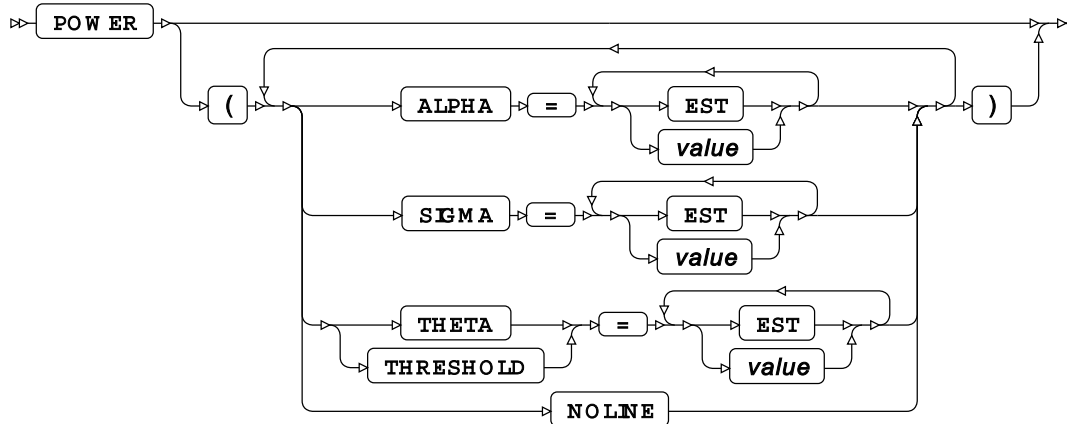 POWER
( ALPHA = EST )
value
SIGMA = EST
value
THETA = EST
THRESHOLD value
NOLINE